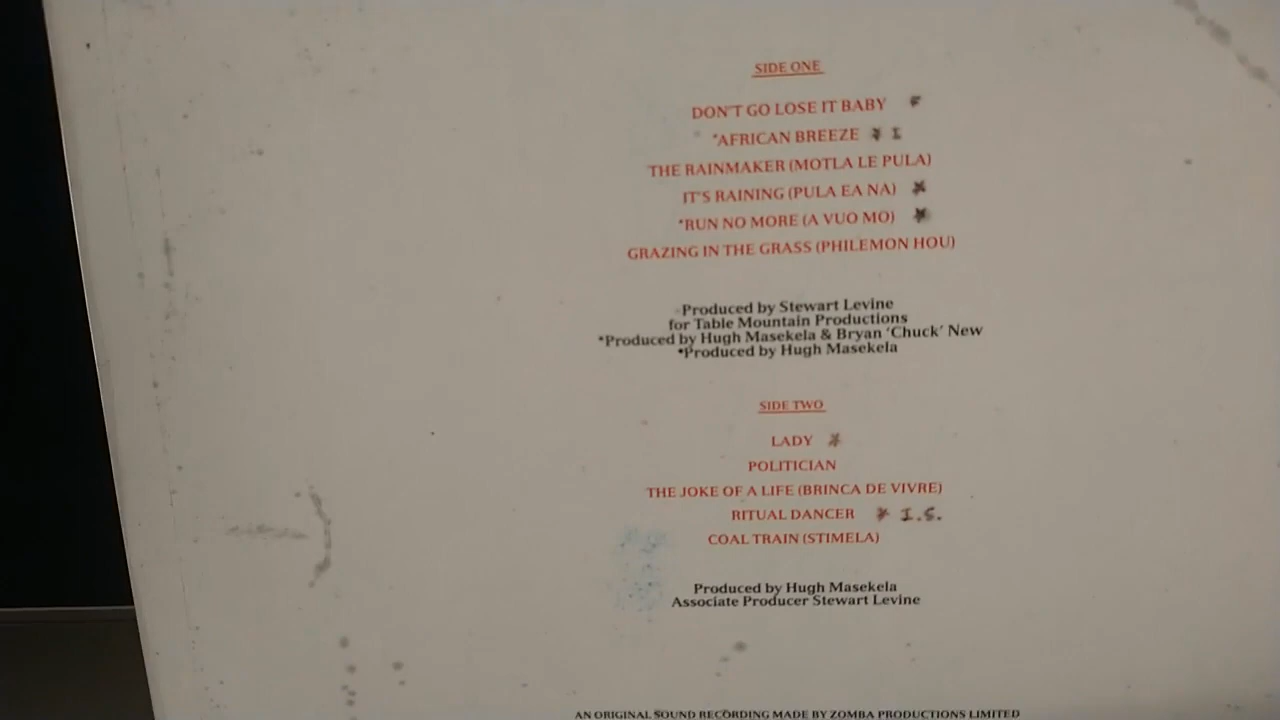 SIDE ONE
DON'T GO LOSE IT BABY *
*AFRICAN BREEZE * I
THE RAINMAKER (MOTLA LE PULA)
IT'S RAINING (PULA EA NA) *
*RUN NO MORE (A VUO MO) *
GRAZING IN THE GRASS (PHILEMON HOU)
Produced by Stewart Levine
for Table Mountain Productions
*Produced by Hugh Masekela & Bryan ‘Chuck’ New
*Produced by Hugh Masekela
SIDE TWO
LADY *
POLITICIAN
THE JOKE OF A LIFE (BRINCA DE VIVRE)
RITUAL DANCER * I.S.
COAL TRAIN (STIMELA)
Produced by Hugh Masekela
Associate Producer Stewart Levine
AN ORIGINAL SOUND RECORDING MADE BY ZOMBA PRODUCTIONS LIMITED